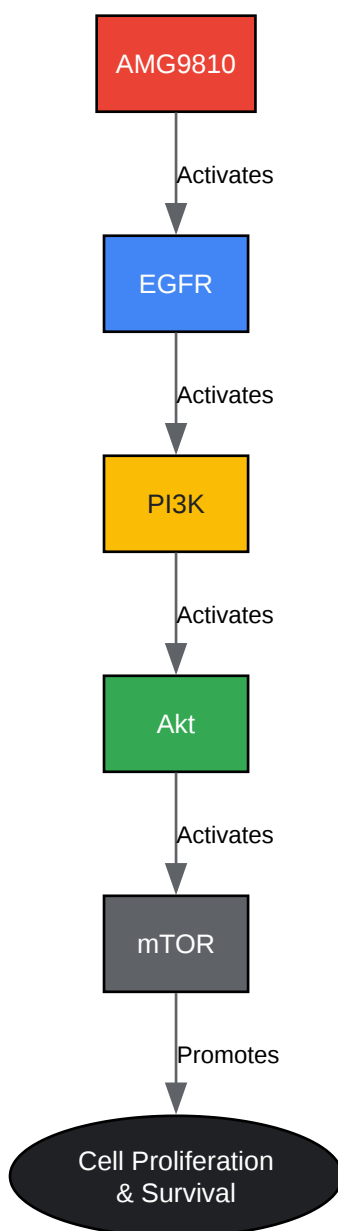 AMG9810
Activates
EGFR
Activates
PI3K
Activates
Akt
Activates
mTOR
Promotes
Cell Proliferation
& Survival